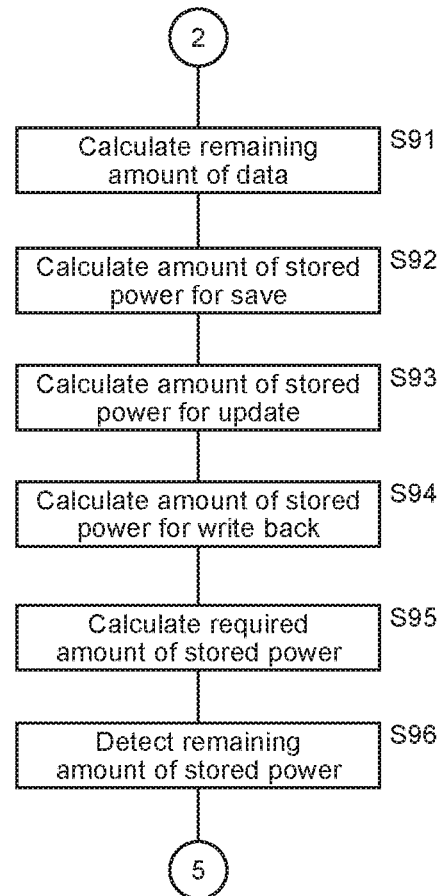 2
Calculate remaining
amount of data
S91
Calculate amount of stored
power for save
S92
Calculate amount of stored
power for update
S93
Calculate amount of stored
power for write back
S94
Calculate required
amount of stored power
S95
Detect remaining
amount of stored power
S96
5